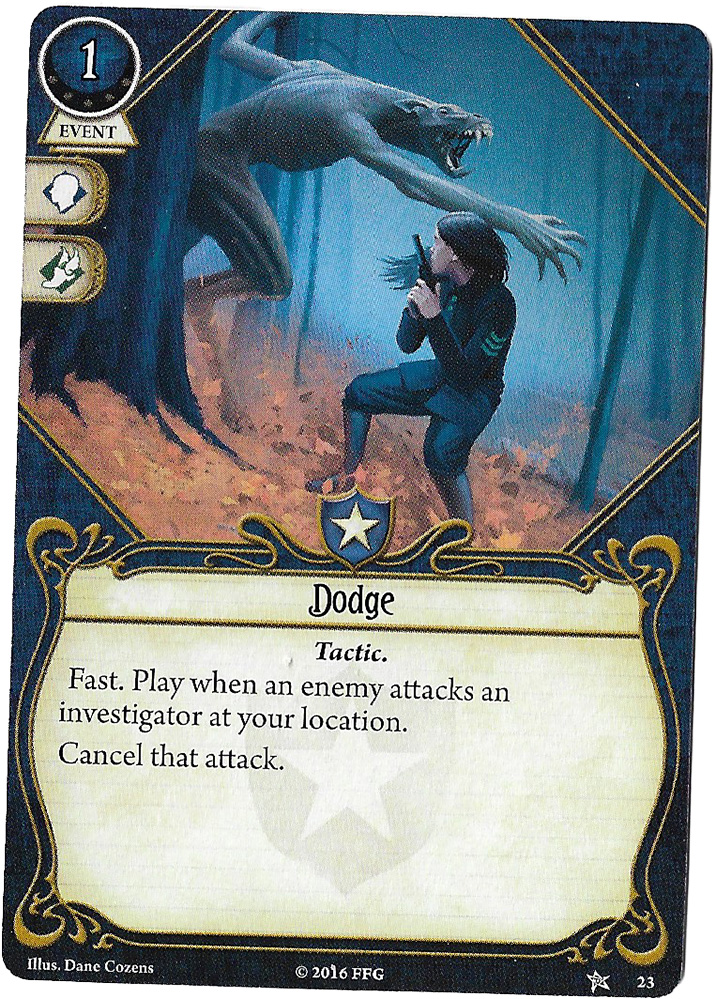 1
EVENT
Dodge
Tactic.
Fast. Play when an enemy attacks an
investigator at your location.
Cancel that attack.
Illus. Dane Cozens
© 2016 FFG
23